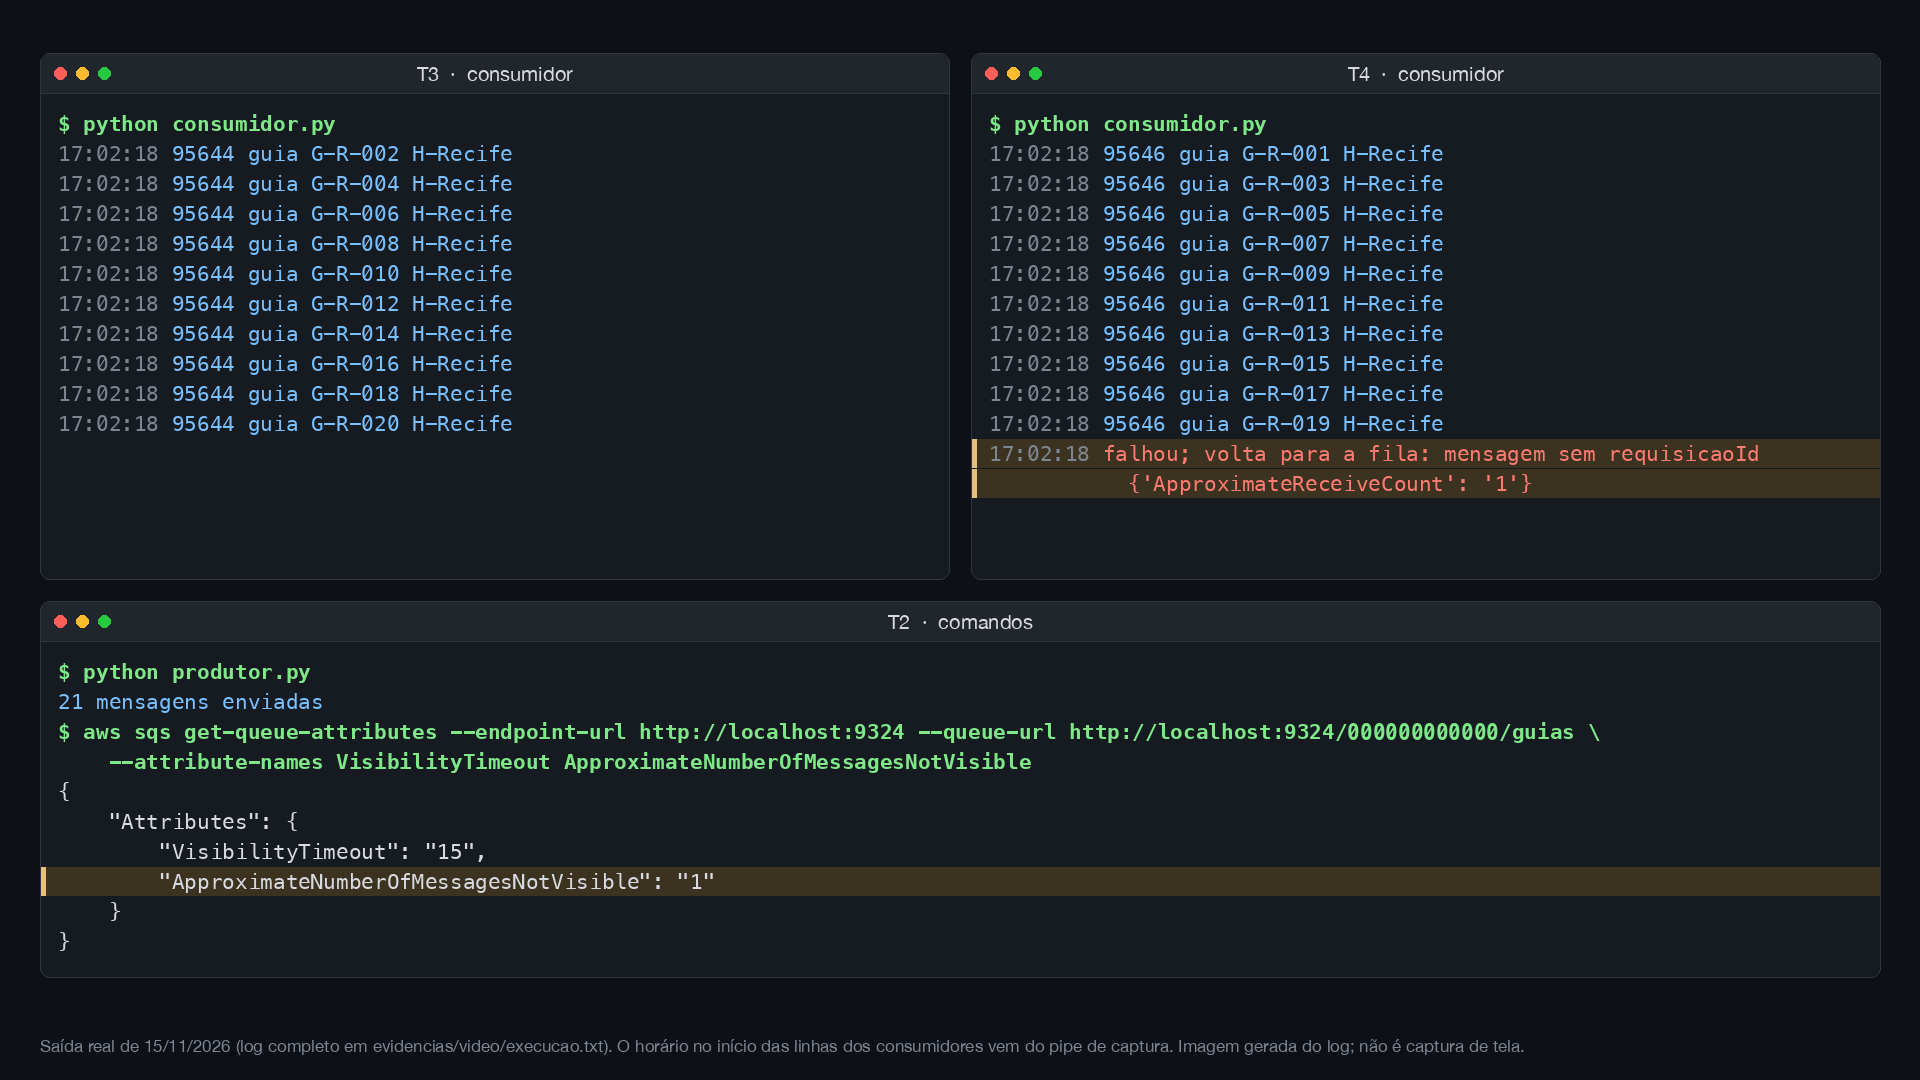 T3 · consumidor
$ python consumidor.py
17:02:18 95644 guia G-R-002 H-Recife
17:02:18 95644 guia G-R-004 H-Recife
17:02:18 95644 guia G-R-006 H-Recife
17:02:18 95644 guia G-R-008 H-Recife
17:02:18 95644 guia G-R-010 H-Recife
17:02:18 95644 guia G-R-012 H-Recife
17:02:18 95644 guia G-R-014 H-Recife
17:02:18 95644 guia G-R-016 H-Recife
17:02:18 95644 guia G-R-018 H-Recife
17:02:18 95644 guia G-R-020 H-Recife
T4 · consumidor
$ python consumidor.py
17:02:18 95646 guia G-R-001 H-Recife
17:02:18 95646 guia G-R-003 H-Recife
17:02:18 95646 guia G-R-005 H-Recife
17:02:18 95646 guia G-R-007 H-Recife
17:02:18 95646 guia G-R-009 H-Recife
17:02:18 95646 guia G-R-011 H-Recife
17:02:18 95646 guia G-R-013 H-Recife
17:02:18 95646 guia G-R-015 H-Recife
17:02:18 95646 guia G-R-017 H-Recife
17:02:18 95646 guia G-R-019 H-Recife
17:02:18 falhou; volta para a fila: mensagem sem requisicaoId
{'ApproximateReceiveCount': '1'}
T2 · comandos
$ python produtor.py
21 mensagens enviadas
$ aws sqs get-queue-attributes --endpoint-url http://localhost:9324 --queue-url http://localhost:9324/000000000000/guias \
--attribute-names VisibilityTimeout ApproximateNumberOfMessagesNotVisible
{
"Attributes": {
"VisibilityTimeout": "15",
"ApproximateNumberOfMessagesNotVisible": "1"
}
}
Saída real de 15/11/2026 (log completo em evidencias/video/execucao.txt). O horário no início das linhas dos consumidores vem do pipe de captura. Imagem gerada do log; não é captura de tela.